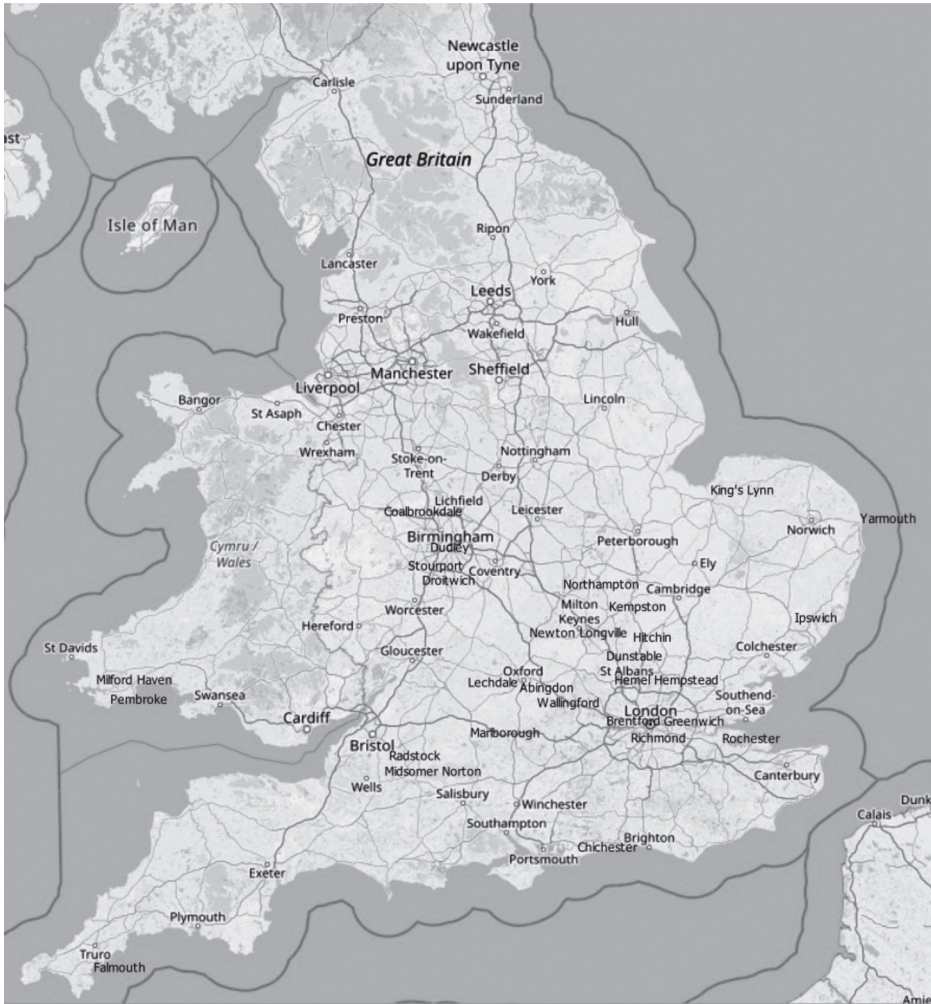 Newcastle
upon Tyne
Carlisle
Sunderland
ast
Great Britain
Isle of Man
Ripon
Lancaster
York
Leeds
Preston
Hull
Wakefield
Manchester
Sheffield
Liverpool
Bangor
St Asaph
Lincoln
Chester
Wrexham
Nottingham
Stoke-on-
Trent
Derby
King's Lynn
Lichfield
Coalbrookdale
Leicester
Yarmouth
Norwich
Birmingham
Peterborough
Dudley
Cymru /
Wales
Stourport
Coventry
Ely
Droitwich
Northampton
Cambridge
Worcester
Milton
Keynes
Kempston
Ipswich
Hereford
Newton Longville
Hitchin
St Davids
Gloucester
Dunstable
Colchester
Oxford
St Albans
Milford Haven
Lechdale
Hemel Hempstead
Abingdon
Pembroke
Swansea
Wallingford
Southend-
on-Sea
Cardiff
London
Brentford
Greenwich
Marlborough
Richmond
Rochester
Bristol
Radstock
Midsomer Norton
Canterbury
Wells
Salisbury
Winchester
Dunk
Calais
Southampton
Brighton
Chichester
Portsmouth
Exeter
Plymouth
Truro
Falmouth
Amie